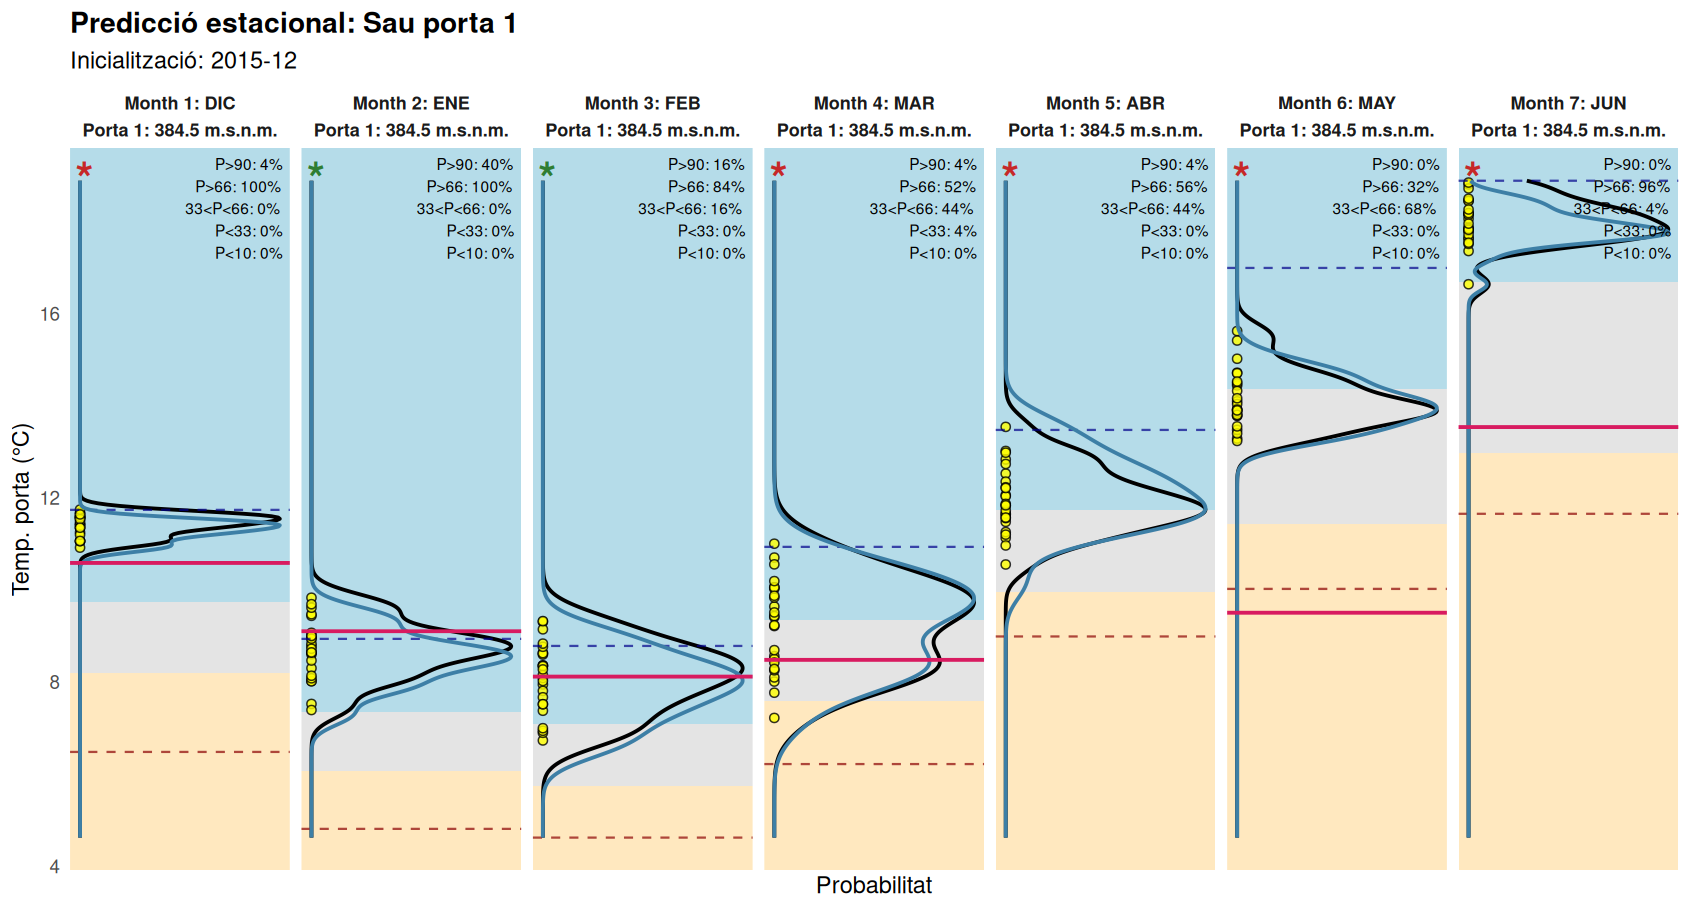 Predicció estacional: Sau porta 1
Inicialització: 2015-12
Month 1: DIC
Porta 1: 384.5 m.s.n.m.
Month 2: ENE
Porta 1: 384.5 m.s.n.m.
Month 3: FEB
Porta 1: 384.5 m.s.n.m.
Month 4: MAR
Porta 1: 384.5 m.s.n.m.
Month 5: ABR
Porta 1: 384.5 m.s.n.m.
Month 6: MAY
Porta 1: 384.5 m.s.n.m.
Month 7: JUN
Porta 1: 384.5 m.s.n.m.
*
P>90: 4%
P>66: 100%
33<P<66: 0%
P<33: 0%
P<10: 0%
*
P>90: 40%
P>66: 100%
33<P<66: 0%
P<33: 0%
P<10: 0%
*
P>90: 16%
P>66: 84%
33<P<66: 16%
P<33: 0%
P<10: 0%
*
P>90: 4%
P>66: 52%
33<P<66: 44%
P<33: 4%
P<10: 0%
*
P>90: 4%
P>66: 56%
33<P<66: 44%
P<33: 0%
P<10: 0%
*
P>90: 0%
P>66: 32%
33<P<66: 68%
P<33: 0%
P<10: 0%
*
P>90: 0%
P>66: 96%
33<P<66: 4%
P<33: 0%
P<10: 0%
Temp. porta (°C)
16
12
8
4
Probabilitat